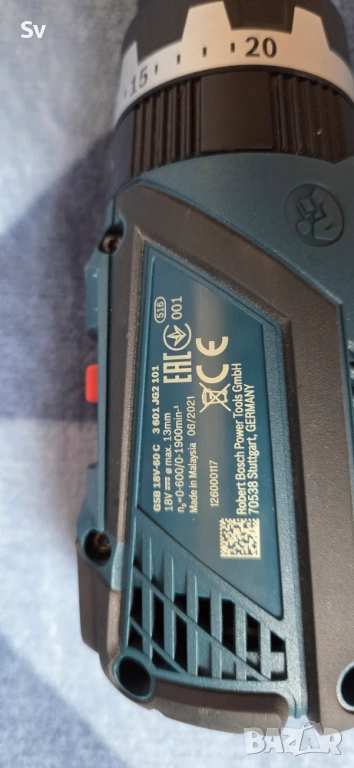 Sv
15 20
516
EAC 001
GSB 18V-60 C 3 601 JG2 101
18V ⎓ ø max. 13mm
n₀=0-600/0-1900min⁻¹
Made in Malaysia 06/2021
CE
126000117
Robert Bosch Power Tools GmbH
70538 Stuttgart, GERMANY
BAZAR